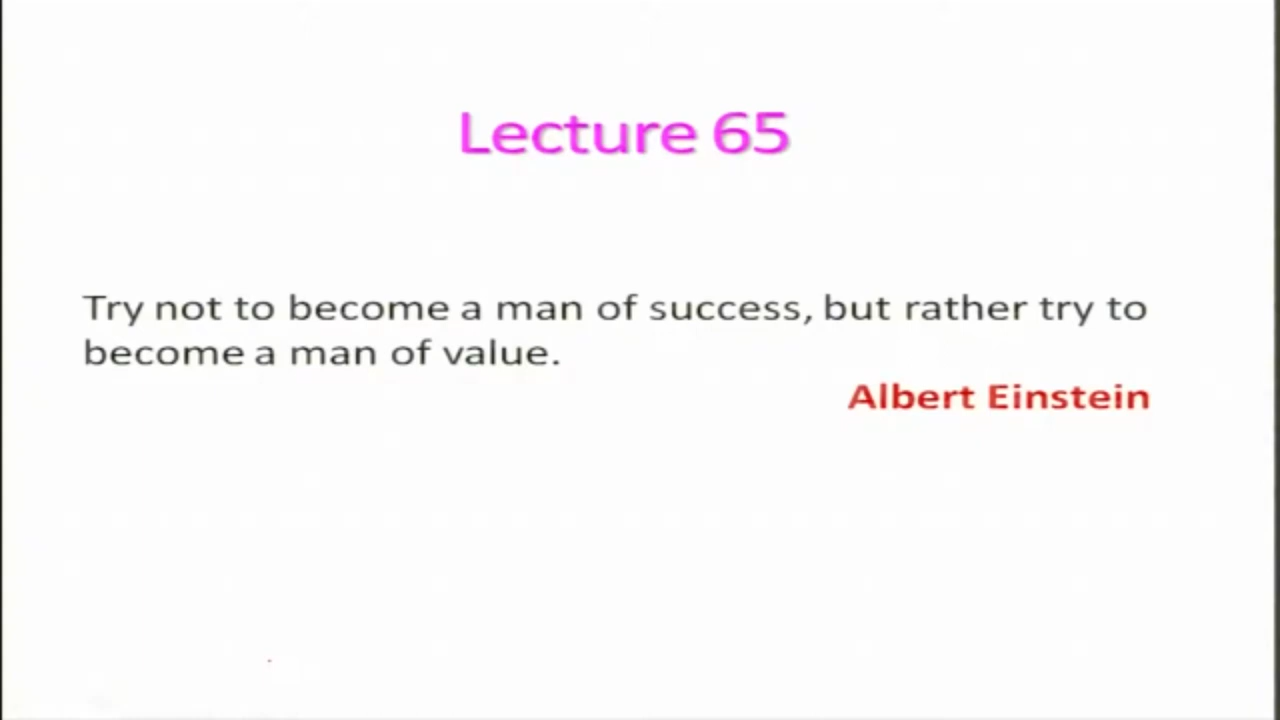 Lecture 65
Try not to become a man of success, but rather try to
become a man of value.
Albert Einstein